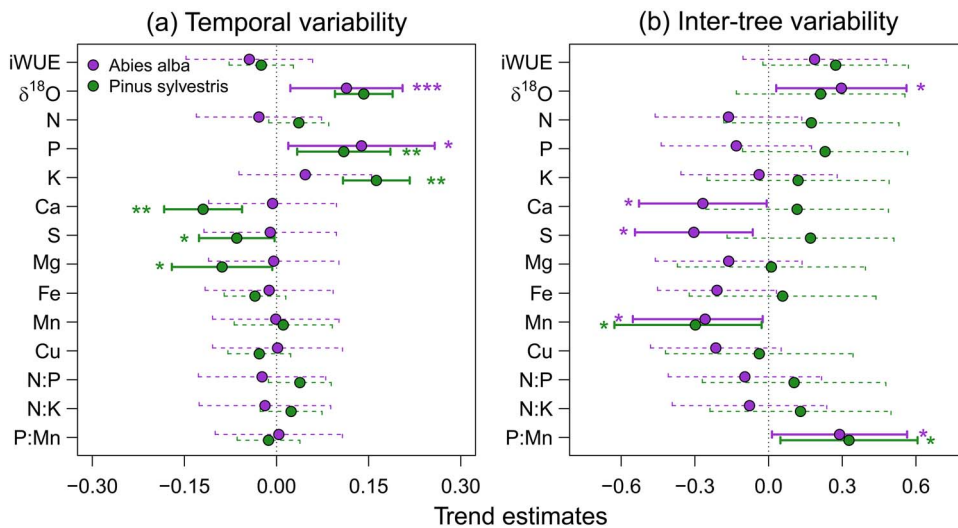 (a) Temporal variability
(b) Inter-tree variability
Abies alba
Pinus sylvestris
iWUE
δ¹⁸O
N
P
K
Ca
S
Mg
Fe
Mn
Cu
N:P
N:K
P:Mn
***
*
**
**
**
*
*
−0.30 −0.15 0.00 0.15 0.30
iWUE
δ¹⁸O
N
P
K
Ca
S
Mg
Fe
Mn
Cu
N:P
N:K
P:Mn
*
*
*
*
*
*
*
−0.6 −0.3 0.0 0.3 0.6
Trend estimates